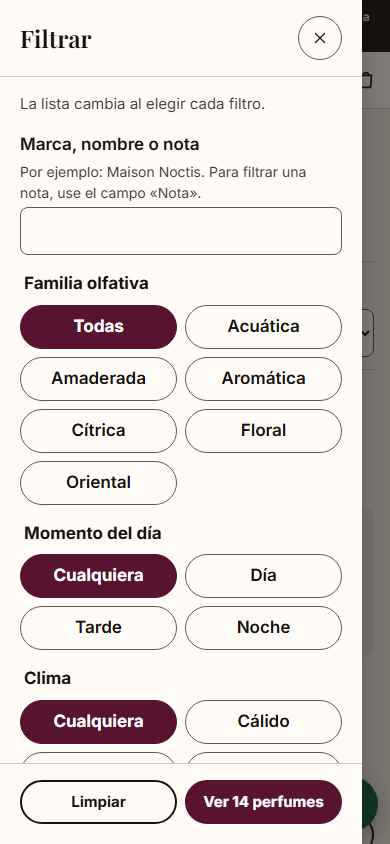 Filtrar
La lista cambia al elegir cada filtro.
Marca, nombre o nota
Por ejemplo: Maison Noctis. Para filtrar una
nota, use el campo «Nota».
Familia olfativa
Todas
Acuática
Amaderada
Aromática
Cítrica
Floral
Oriental
Momento del día
Cualquiera
Día
Tarde
Noche
Clima
Cualquiera
Cálido
Limpiar
Ver 14 perfumes
a